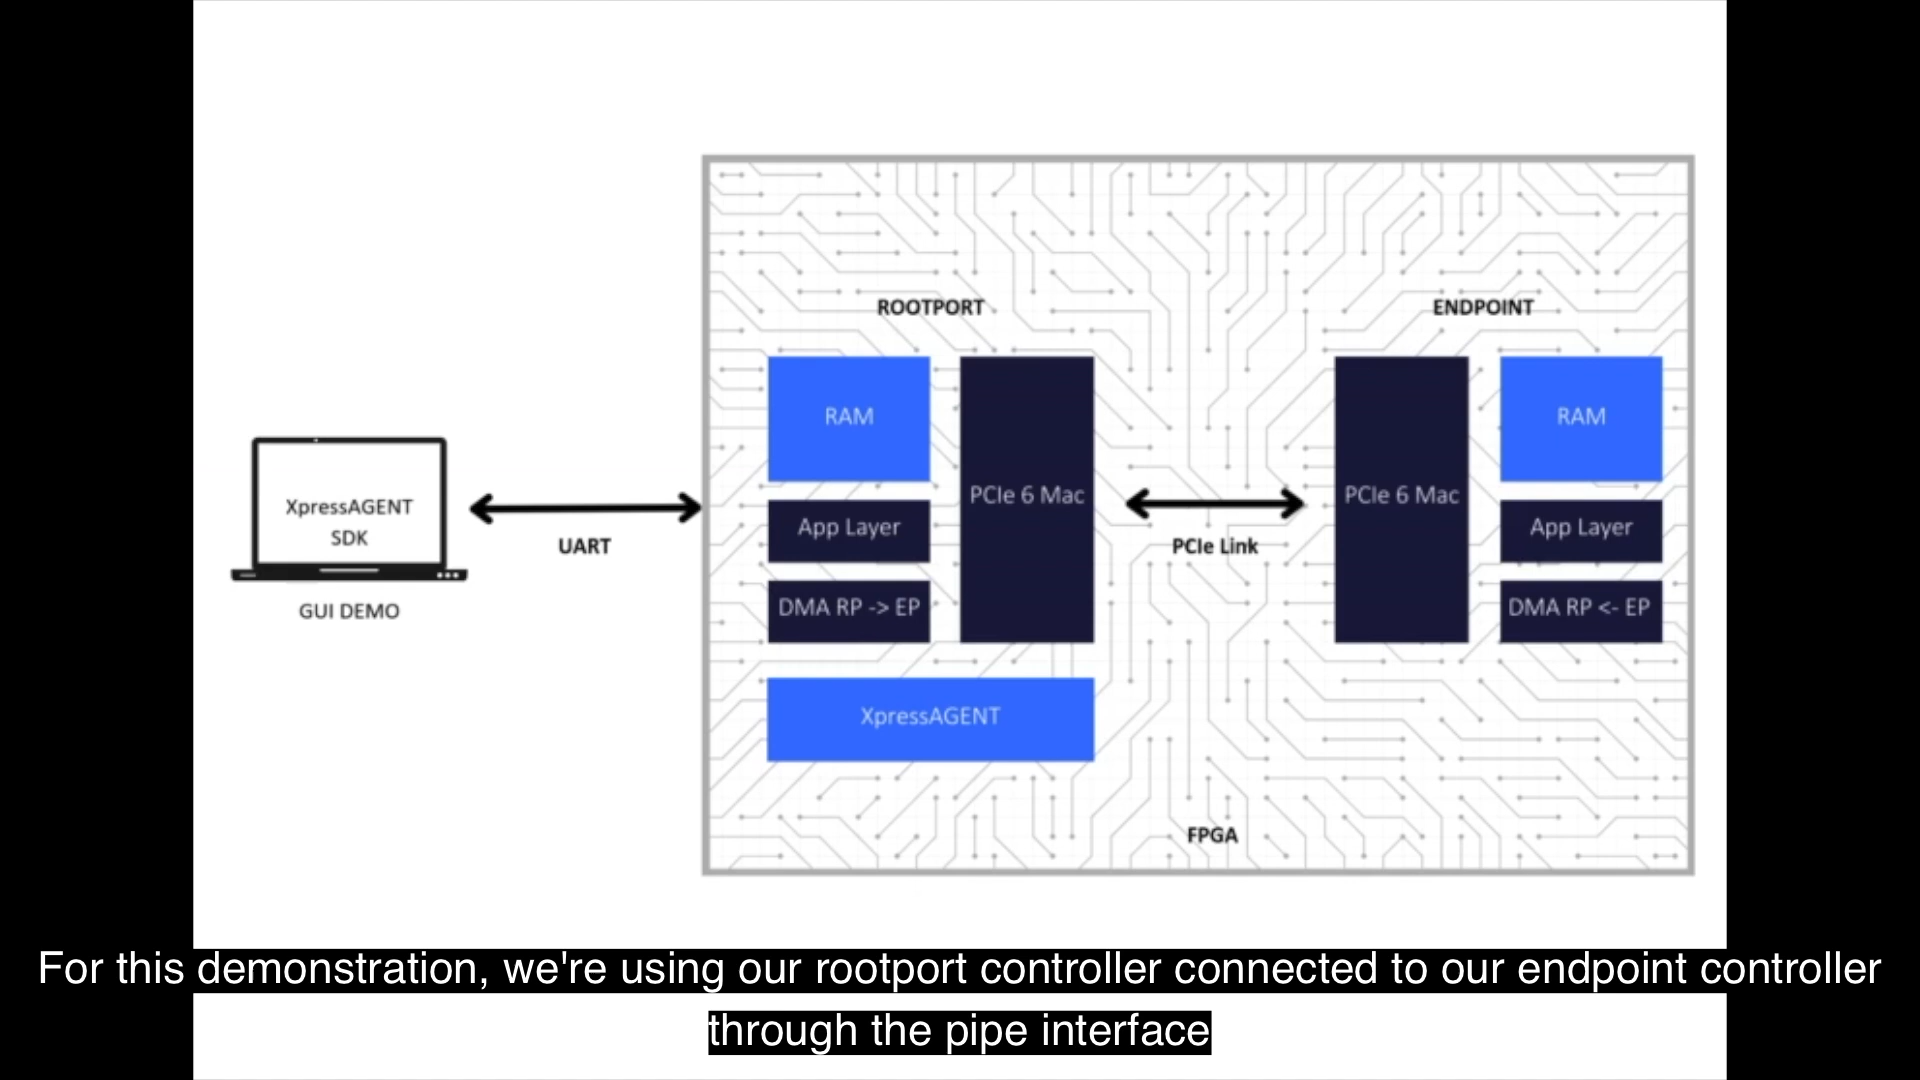 ROOTPORT
ENDPOINT
RAM
PCIe 6 Mac
App Layer
DMA RP -> EP
XpressAGENT
PCIe Link
PCIe 6 Mac
RAM
App Layer
DMA RP <- EP
FPGA
XpressAGENT
SDK
GUI DEMO
UART
For this demonstration, we're using our rootport controller connected to our endpoint controller
through the pipe interface